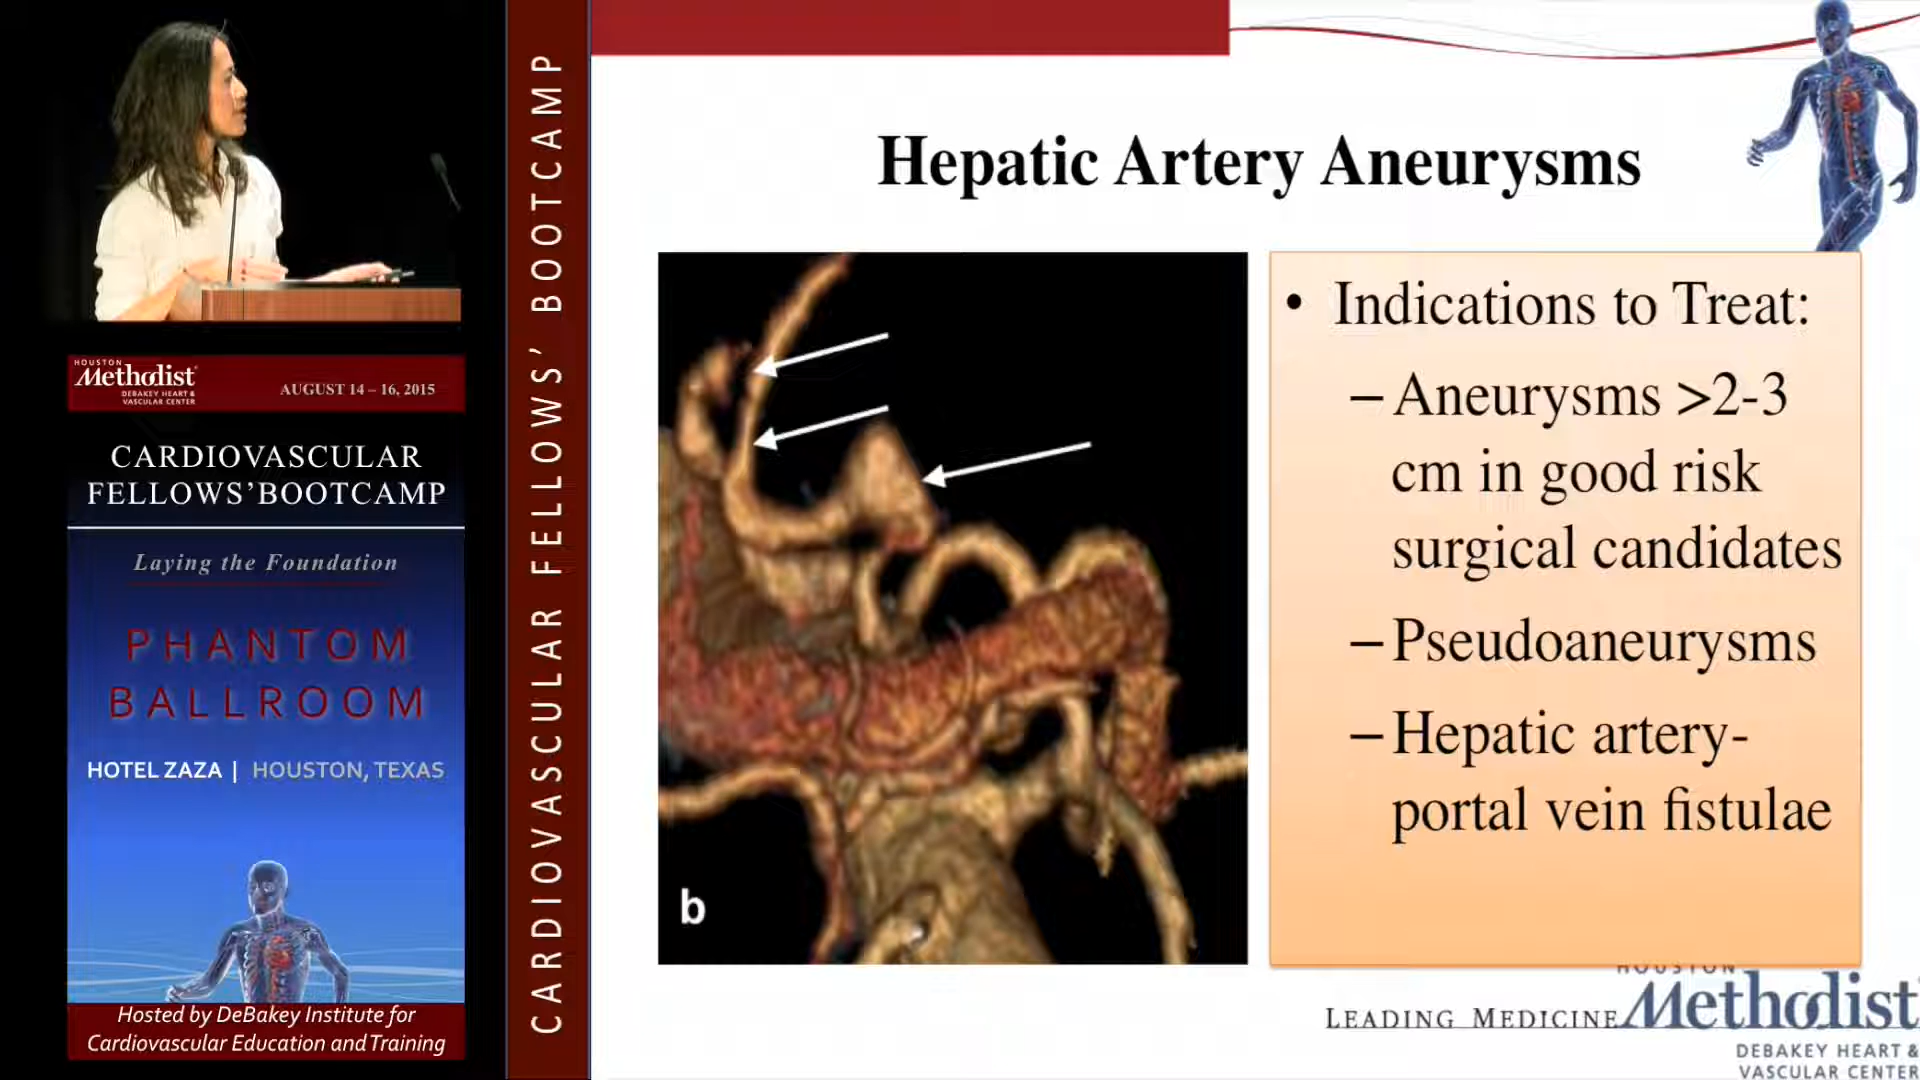 HOUSTON
Methodist
DEBAKEY HEART &
VASCULAR CENTER
AUGUST 14 – 16, 2015
CARDIOVASCULAR
FELLOWS’BOOTCAMP
Laying the Foundation
PHANTOM
BALLROOM
HOTEL ZAZA | HOUSTON, TEXAS
Hosted by DeBakey Institute for
Cardiovascular Education and Training
CARDIOVASCULAR FELLOWS’ BOOTCAMP
Hepatic Artery Aneurysms
b
• Indications to Treat:
– Aneurysms >2-3
cm in good risk
surgical candidates
– Pseudoaneurysms
– Hepatic artery-
portal vein fistulae
LEADING MEDICINE
HOUSTON
Methodist
DEBAKEY HEART &
VASCULAR CENTER